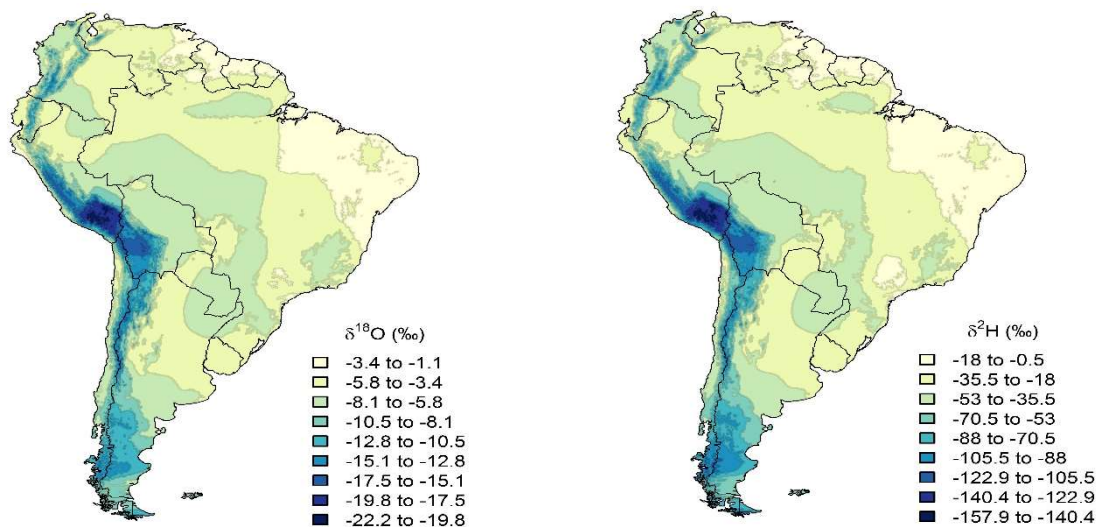 δ18O (‰)
-3.4 to -1.1
-5.8 to -3.4
-8.1 to -5.8
-10.5 to -8.1
-12.8 to -10.5
-15.1 to -12.8
-17.5 to -15.1
-19.8 to -17.5
-22.2 to -19.8
δ2H (‰)
-18 to -0.5
-35.5 to -18
-53 to -35.5
-70.5 to -53
-88 to -70.5
-105.5 to -88
-122.9 to -105.5
-140.4 to -122.9
-157.9 to -140.4